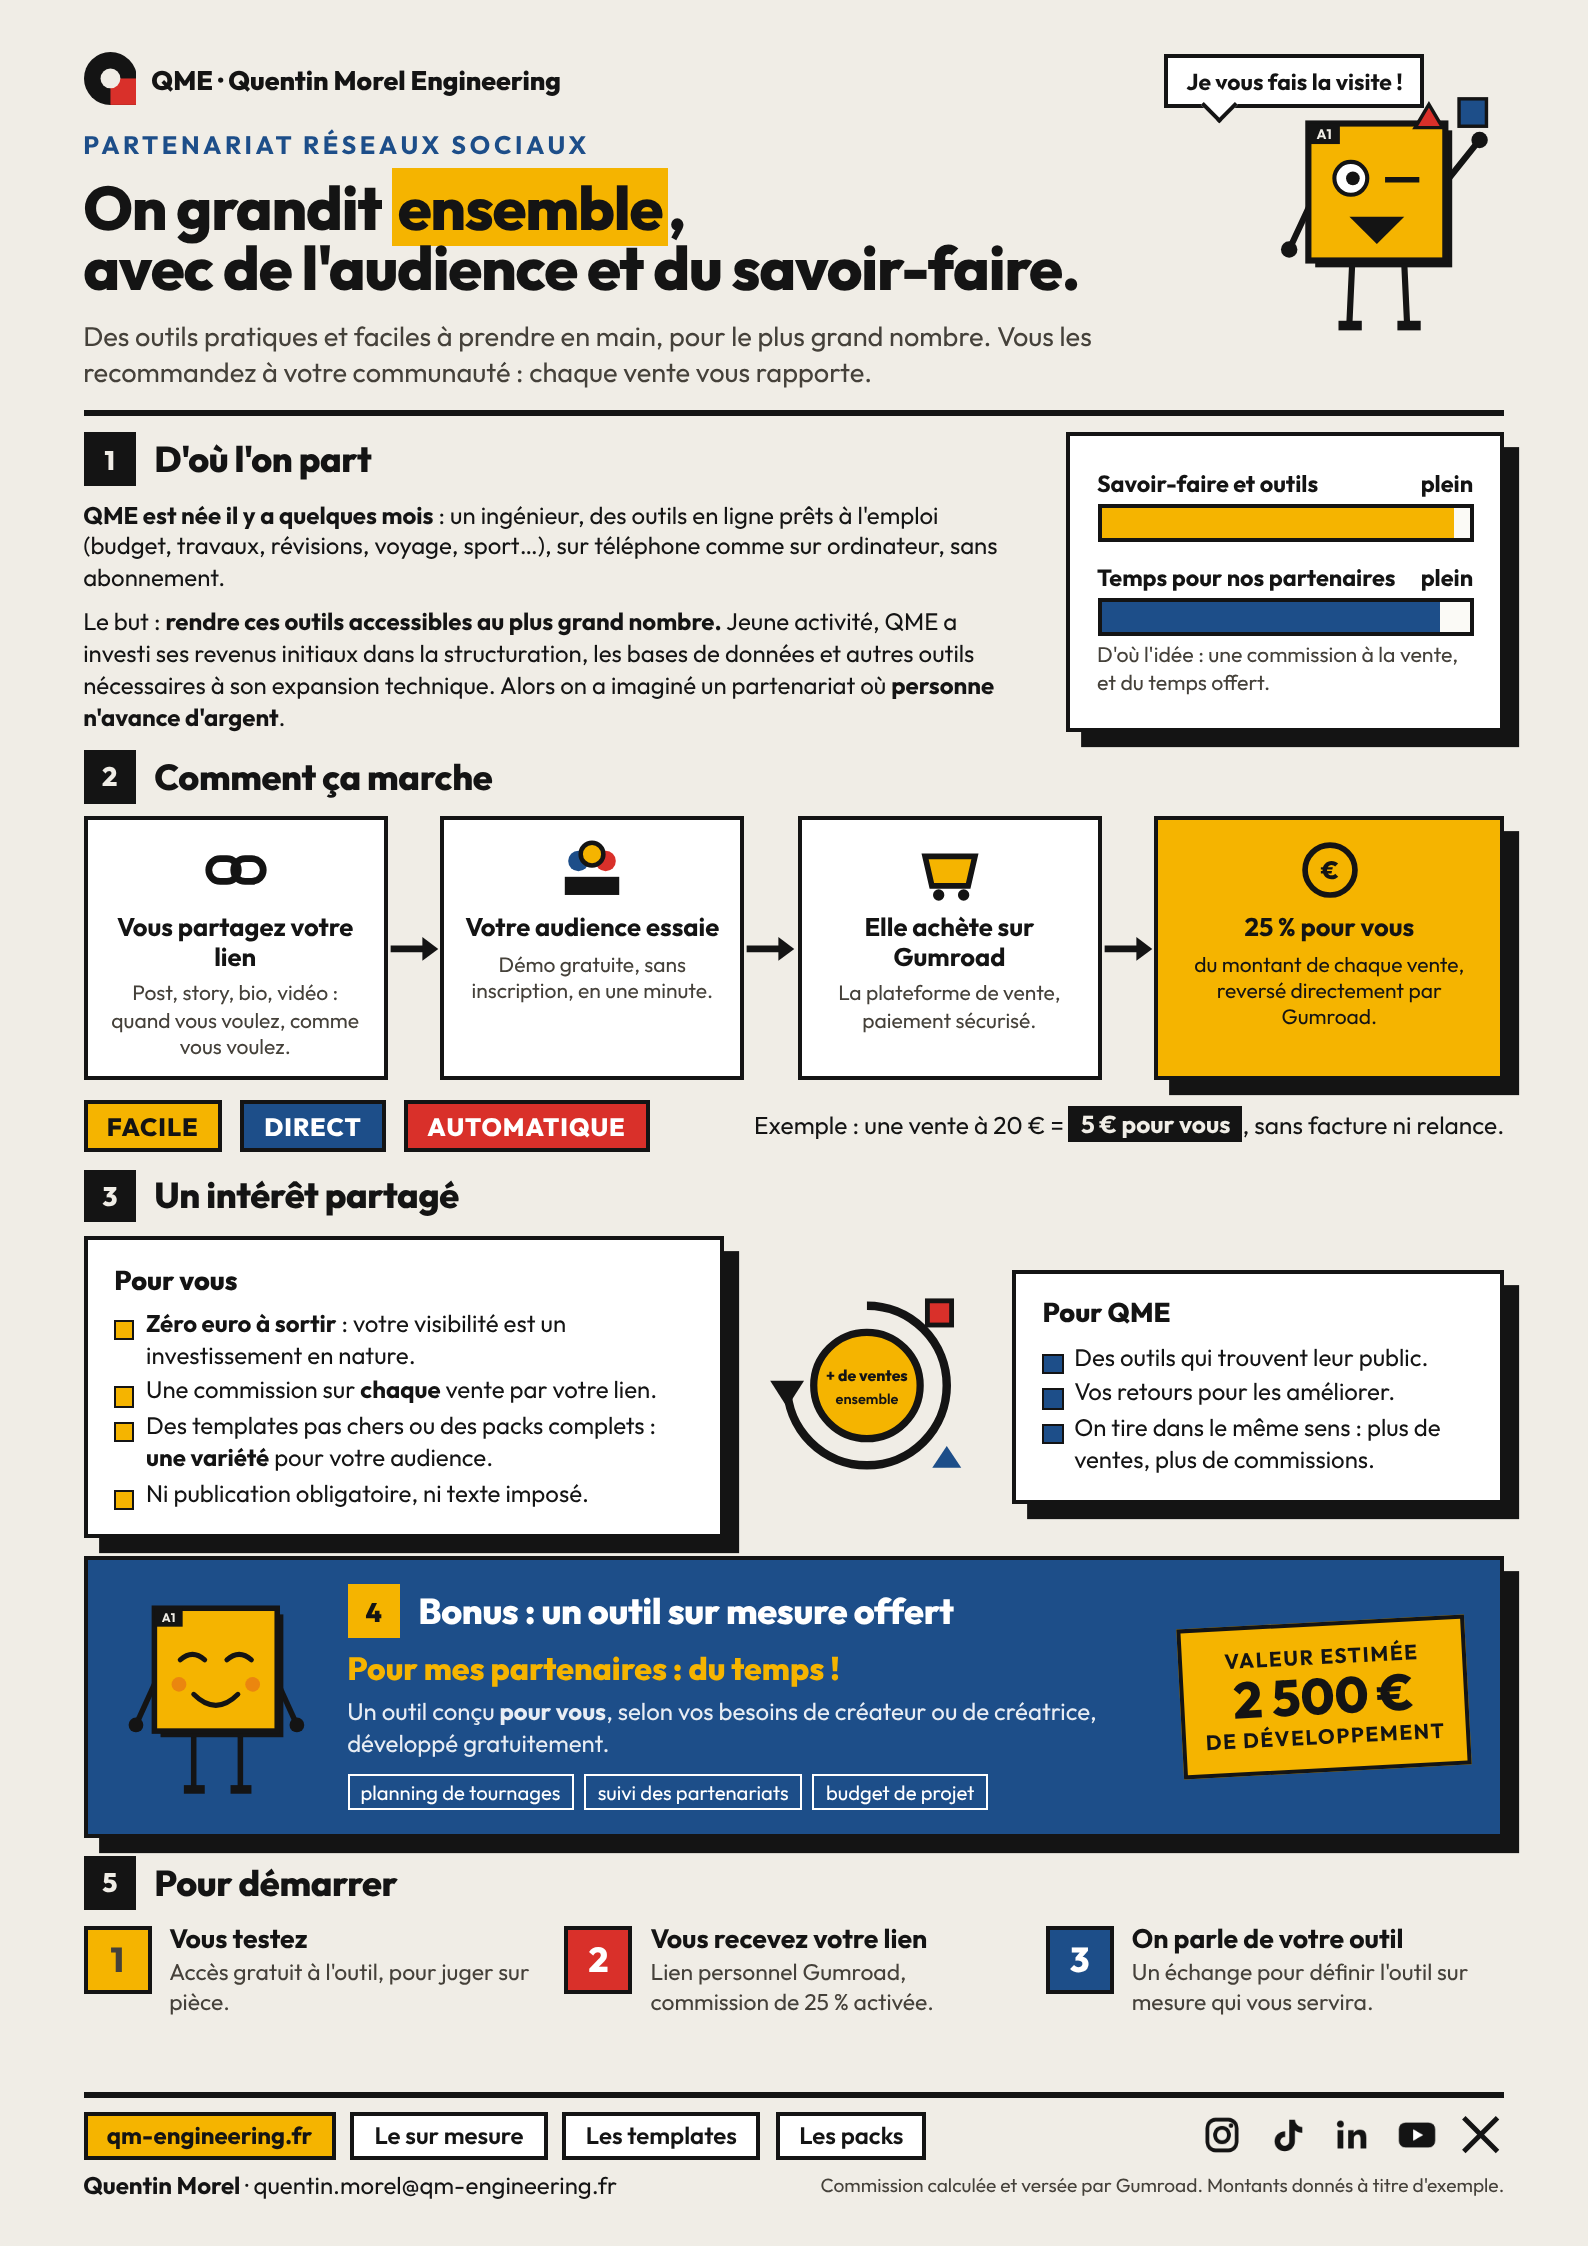 QME · Quentin Morel Engineering
Je vous fais la visite !
A1
PARTENARIAT RÉSEAUX SOCIAUX
On grandit ensemble,
avec de l'audience et du savoir-faire.
Des outils pratiques et faciles à prendre en main, pour le plus grand nombre. Vous les
recommandez à votre communauté : chaque vente vous rapporte.
1 D'où l'on part
QME est née il y a quelques mois : un ingénieur, des outils en ligne prêts à l'emploi
(budget, travaux, révisions, voyage, sport…), sur téléphone comme sur ordinateur, sans
abonnement.
Le but : rendre ces outils accessibles au plus grand nombre. Jeune activité, QME a
investi ses revenus initiaux dans la structuration, les bases de données et autres outils
nécessaires à son expansion technique. Alors on a imaginé un partenariat où personne
n'avance d'argent.
Savoir-faire et outils plein
Temps pour nos partenaires plein
D'où l'idée : une commission à la vente,
et du temps offert.
2 Comment ça marche
Vous partagez votre
lien
Post, story, bio, vidéo :
quand vous voulez, comme
vous voulez.
Votre audience essaie
Démo gratuite, sans
inscription, en une minute.
Elle achète sur
Gumroad
La plateforme de vente,
paiement sécurisé.
€
25 % pour vous
du montant de chaque vente,
reversé directement par
Gumroad.
FACILE
DIRECT
AUTOMATIQUE
Exemple : une vente à 20 € = 5 € pour vous, sans facture ni relance.
3 Un intérêt partagé
Pour vous
Zéro euro à sortir : votre visibilité est un
investissement en nature.
Une commission sur chaque vente par votre lien.
Des templates pas chers ou des packs complets :
une variété pour votre audience.
Ni publication obligatoire, ni texte imposé.
+ de ventes
ensemble
Pour QME
Des outils qui trouvent leur public.
Vos retours pour les améliorer.
On tire dans le même sens : plus de
ventes, plus de commissions.
A1
4 Bonus : un outil sur mesure offert
Pour mes partenaires : du temps !
Un outil conçu pour vous, selon vos besoins de créateur ou de créatrice,
développé gratuitement.
planning de tournages
suivi des partenariats
budget de projet
VALEUR ESTIMÉE
2 500 €
DE DÉVELOPPEMENT
5 Pour démarrer
1 Vous testez
Accès gratuit à l'outil, pour juger sur
pièce.
2 Vous recevez votre lien
Lien personnel Gumroad,
commission de 25 % activée.
3 On parle de votre outil
Un échange pour définir l'outil sur
mesure qui vous servira.
qm-engineering.fr
Le sur mesure
Les templates
Les packs
in
Quentin Morel · quentin.morel@qm-engineering.fr
Commission calculée et versée par Gumroad. Montants donnés à titre d'exemple.